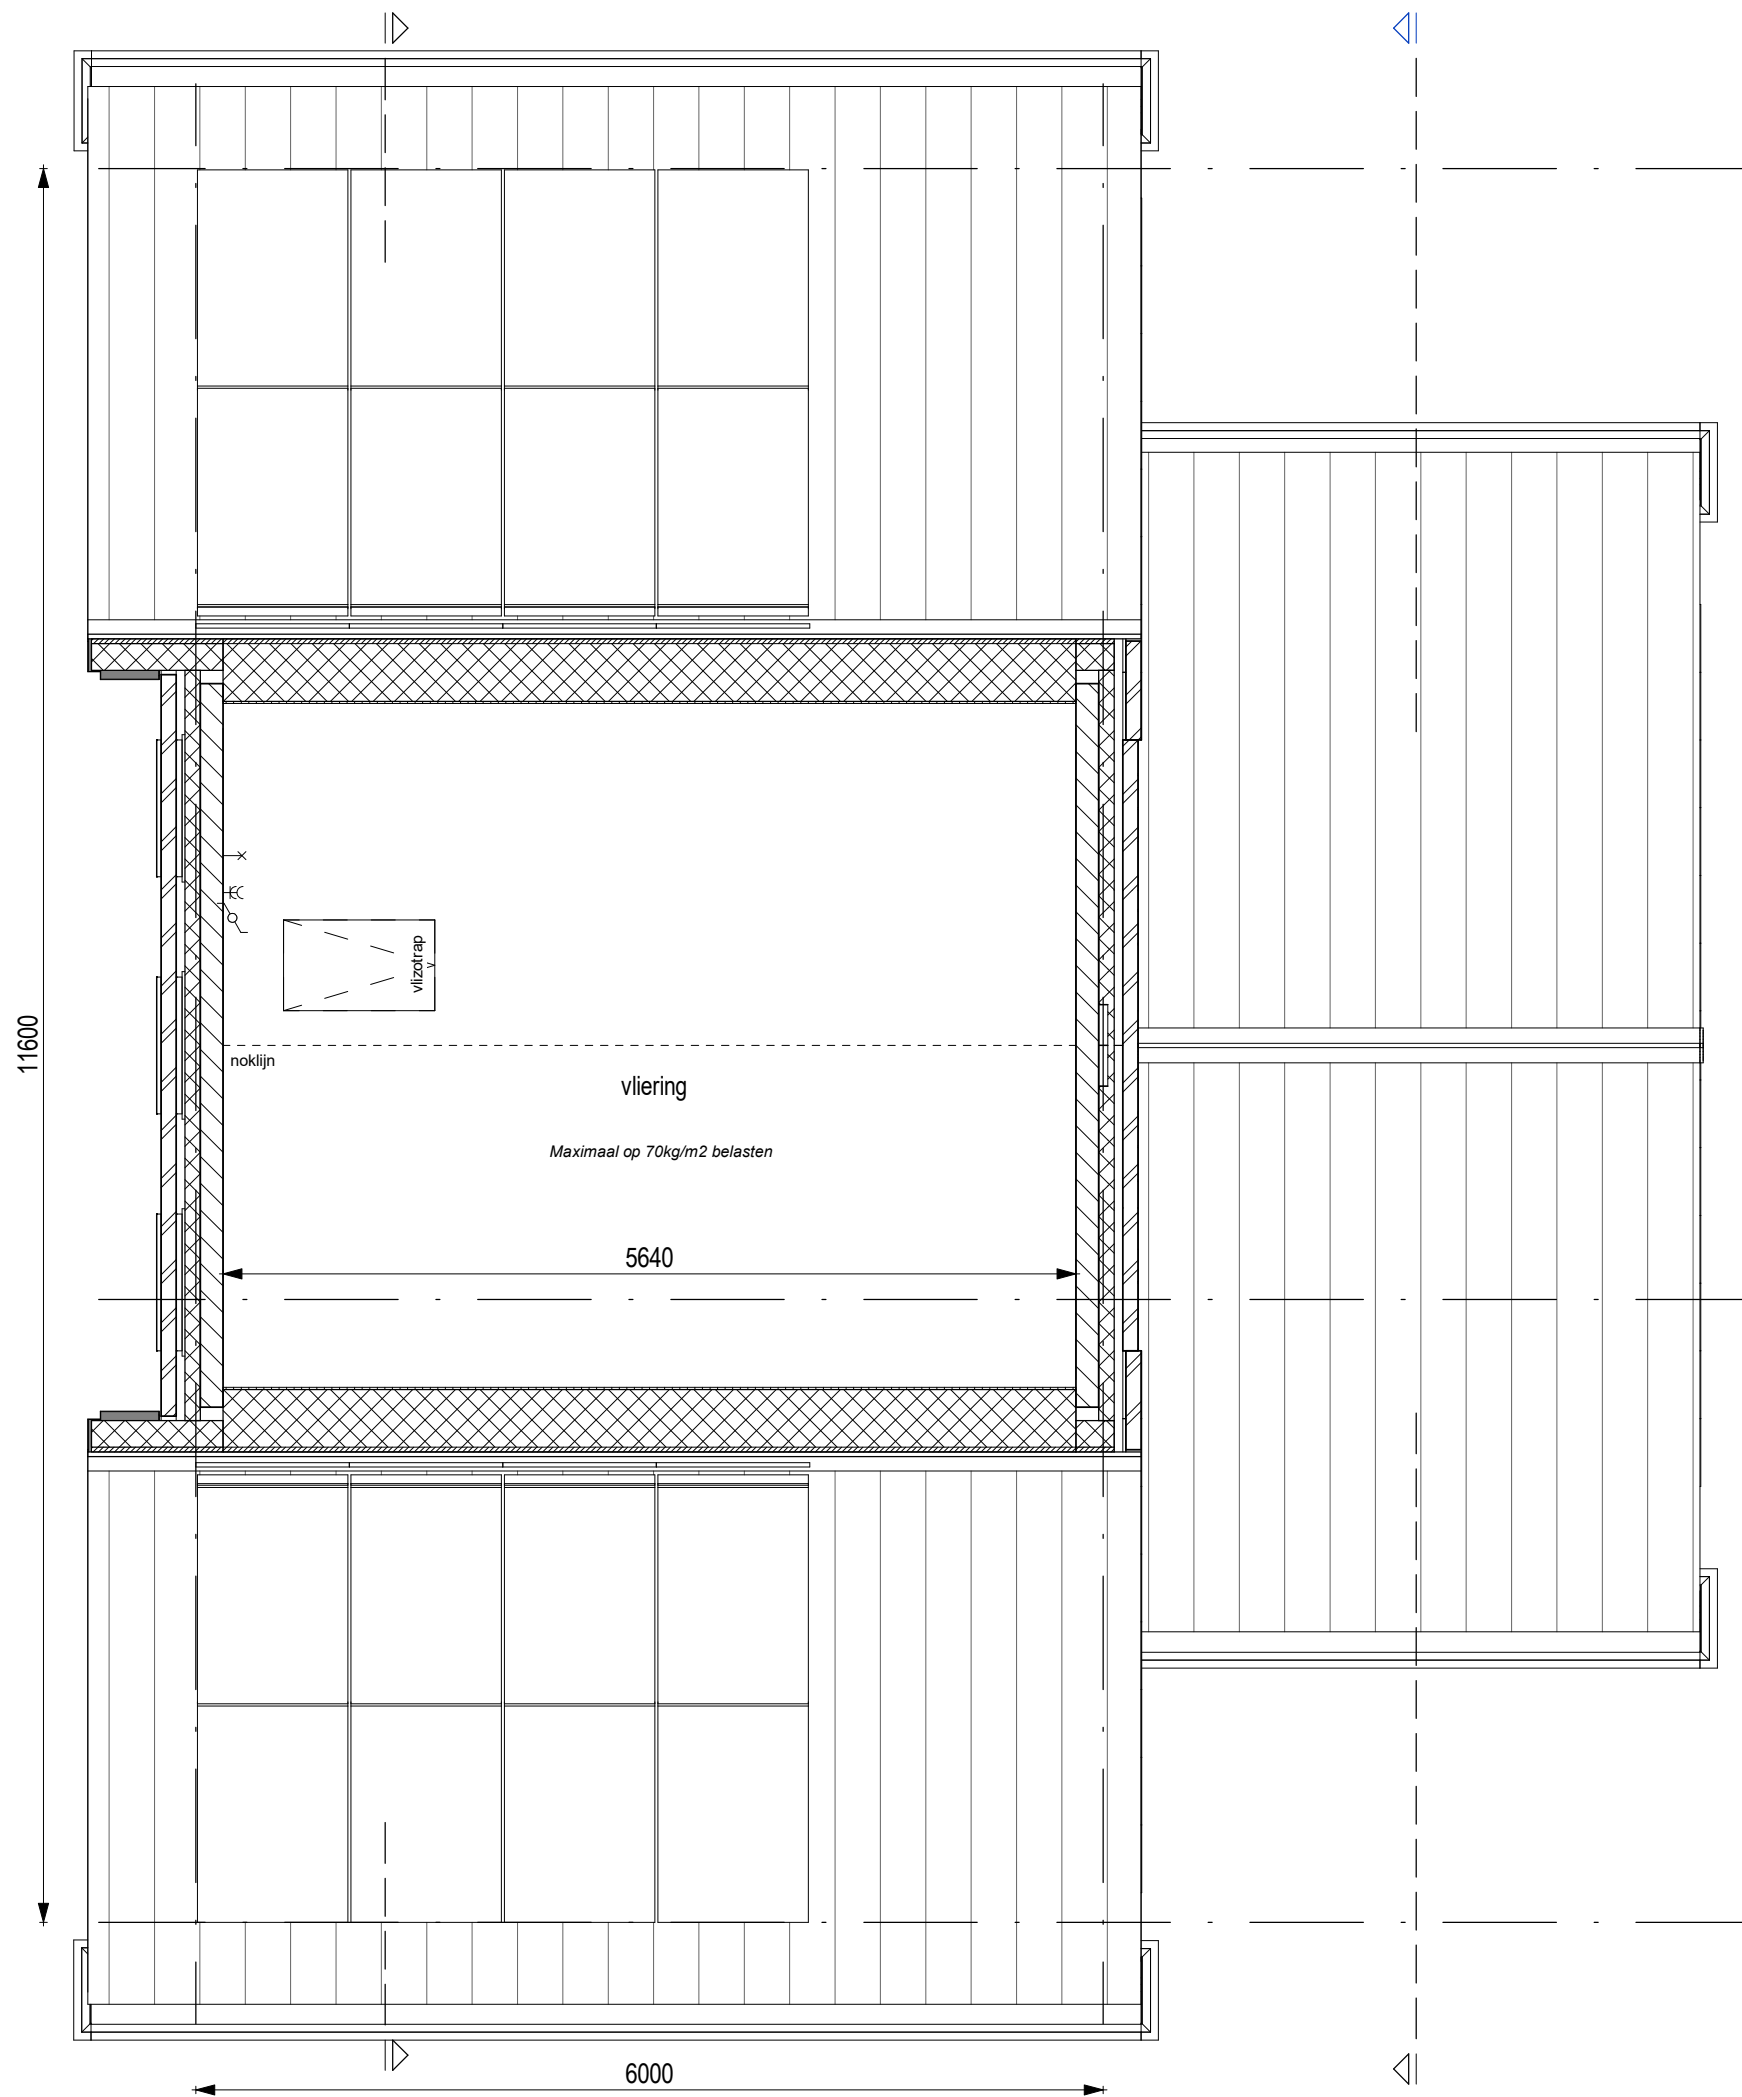 vlizotrap
11600
noklijn
vliering
Maximaal op 70kg/m2 belasten
5640
6000